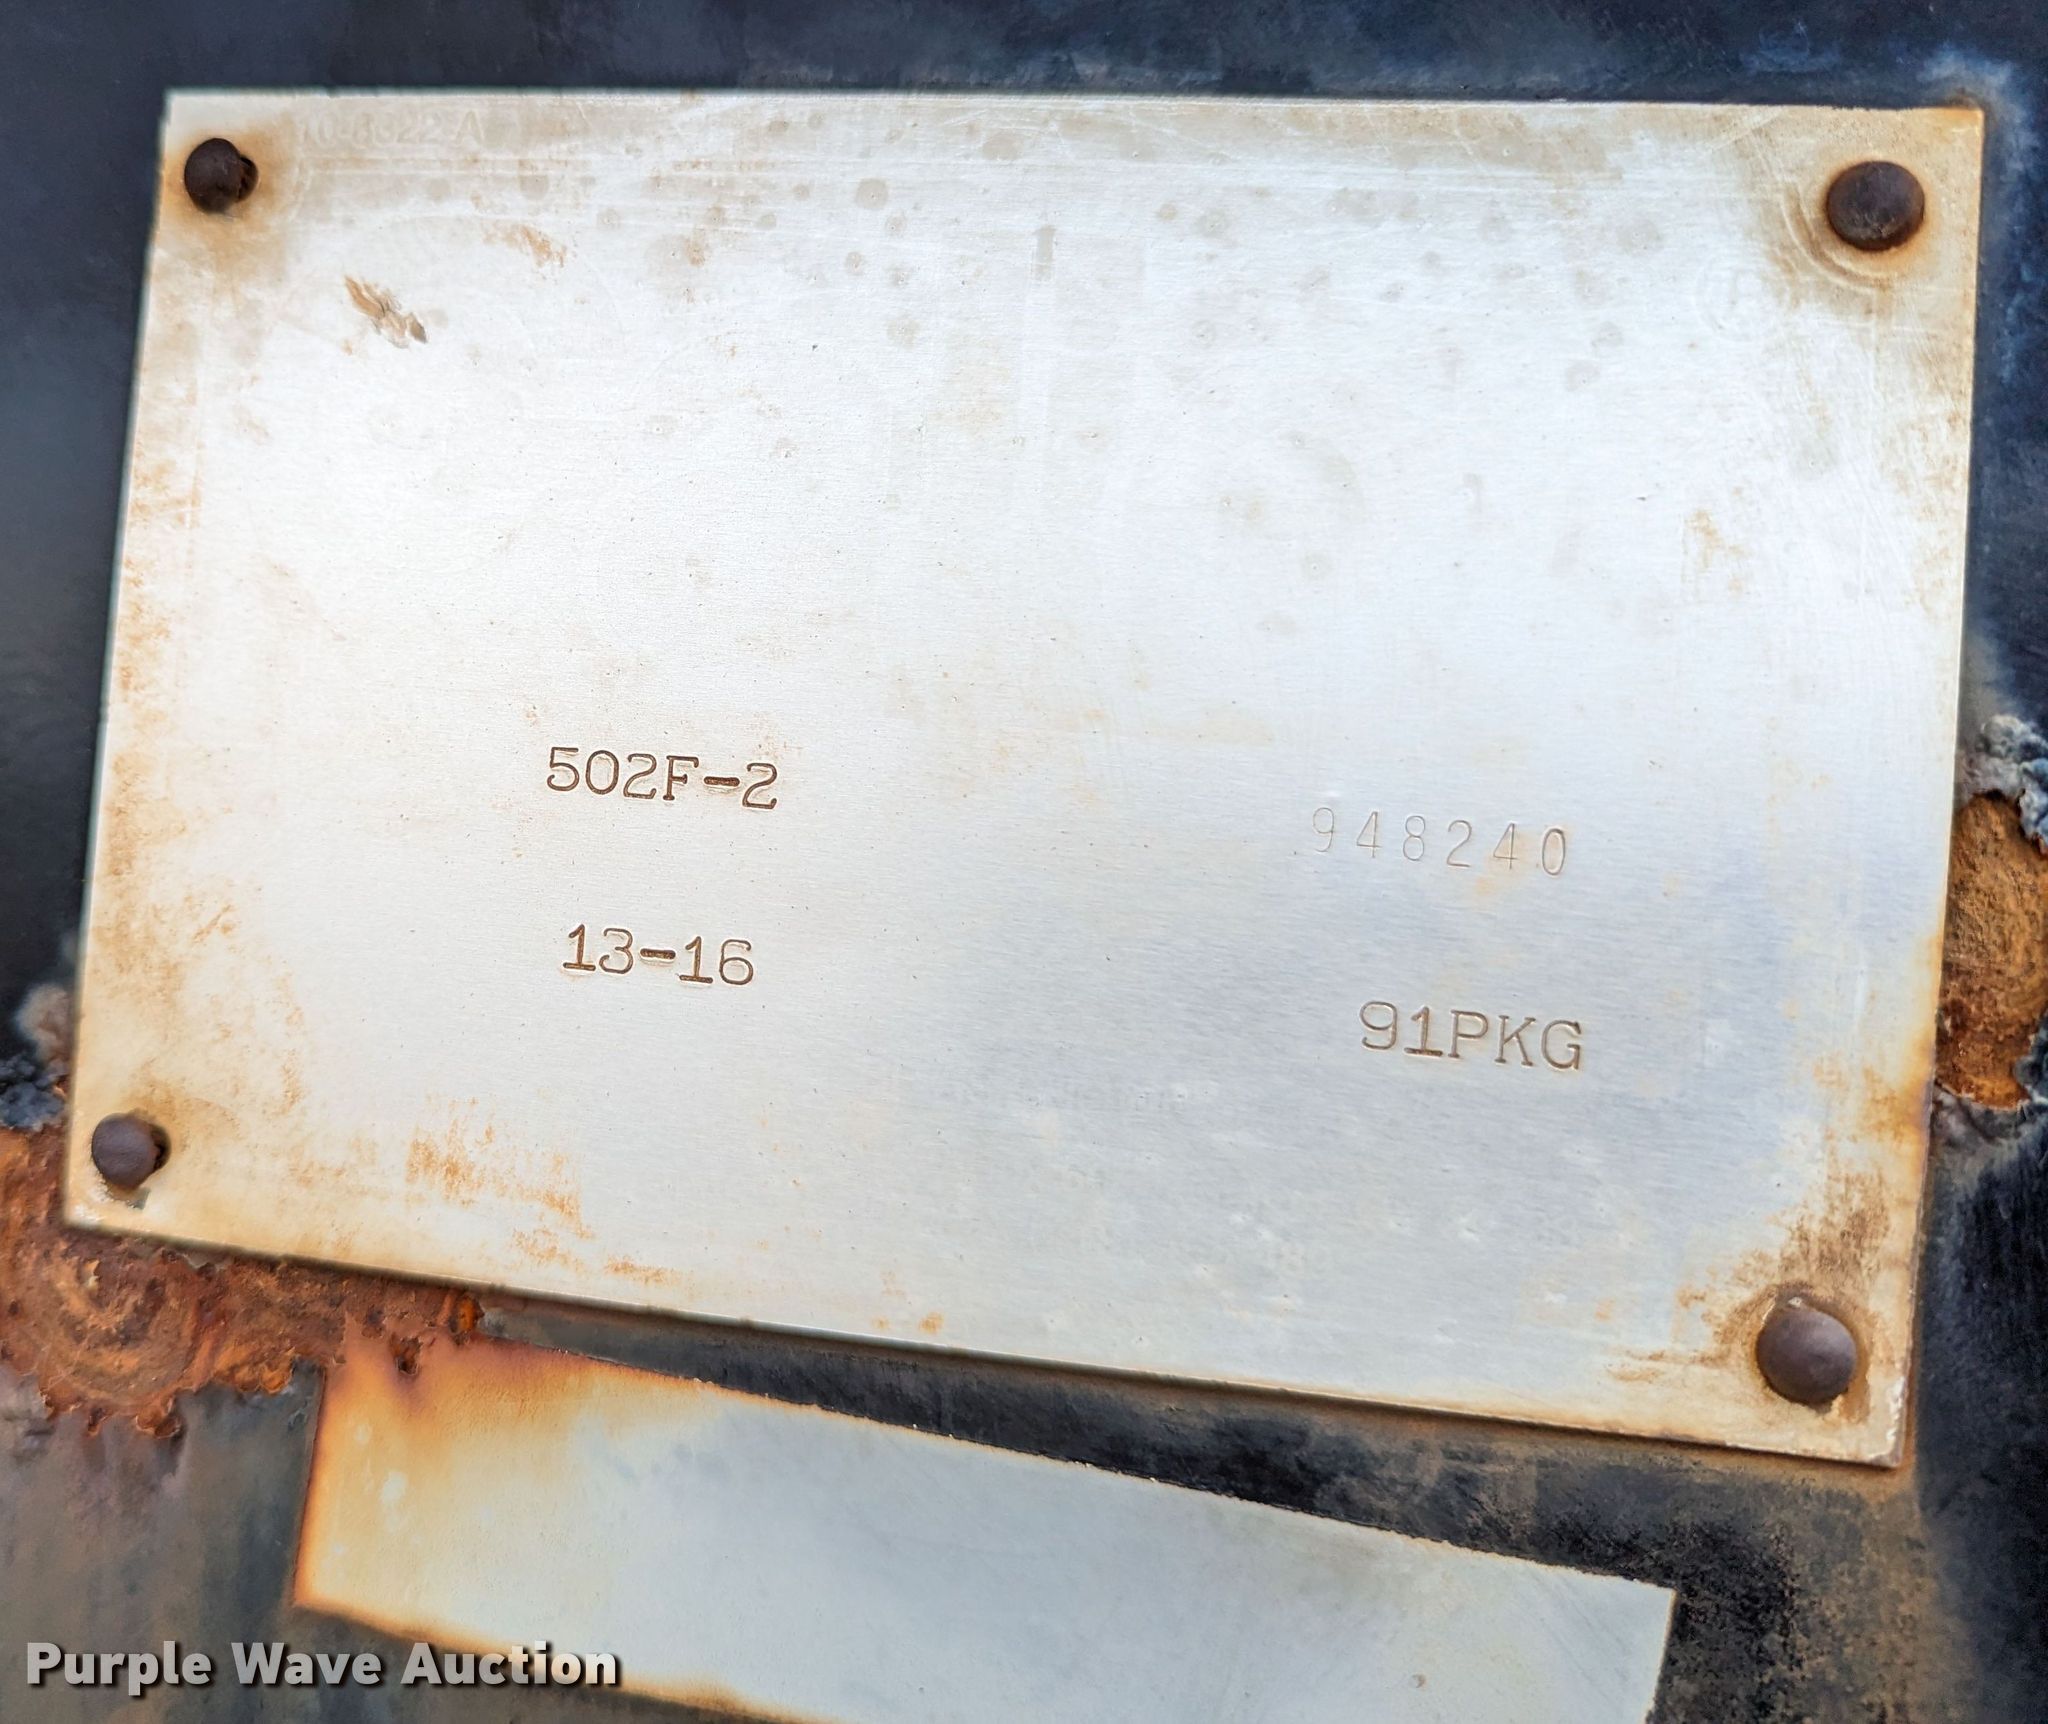 502F-2
948240
13-16
91PKG
Purple Wave Auction